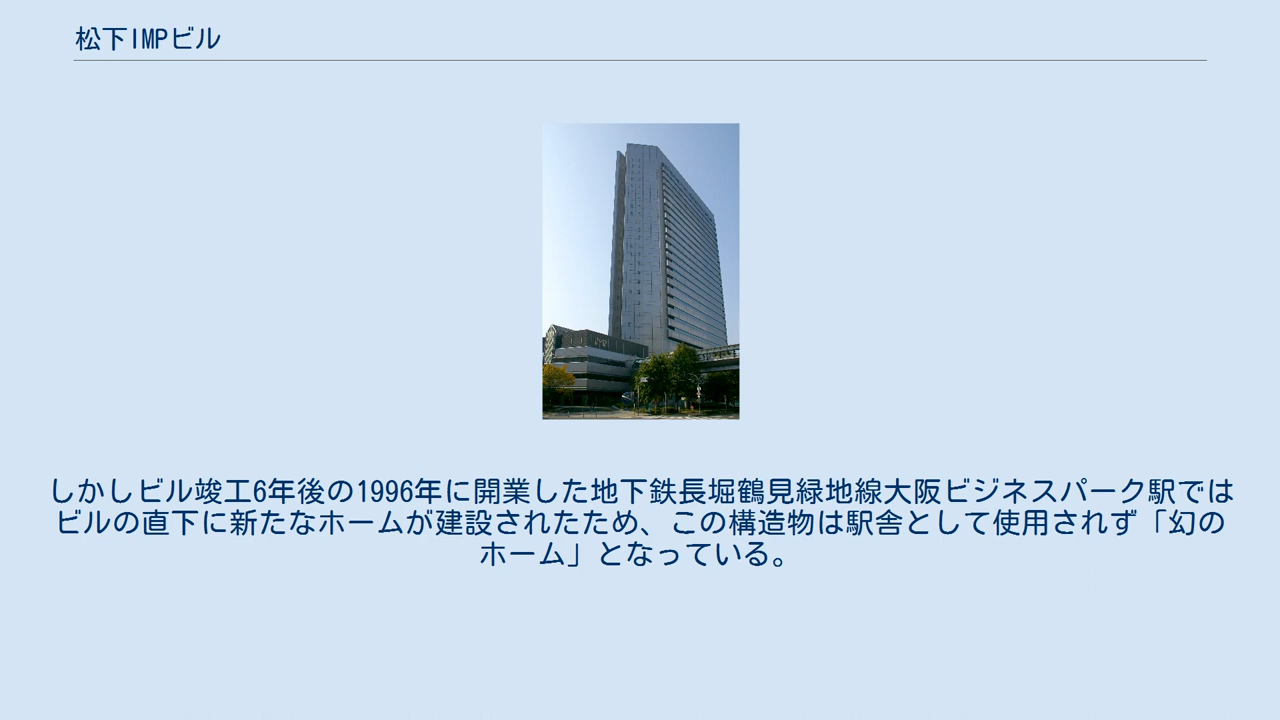 松下IMPビル
しかしビル竣工6年後の1996年に開業した地下鉄長堀鶴見緑地線大阪ビジネスパーク駅では
ビルの直下に新たなホームが建設されたため、この構造物は駅舎として使用されず「幻の
ホーム」となっている。